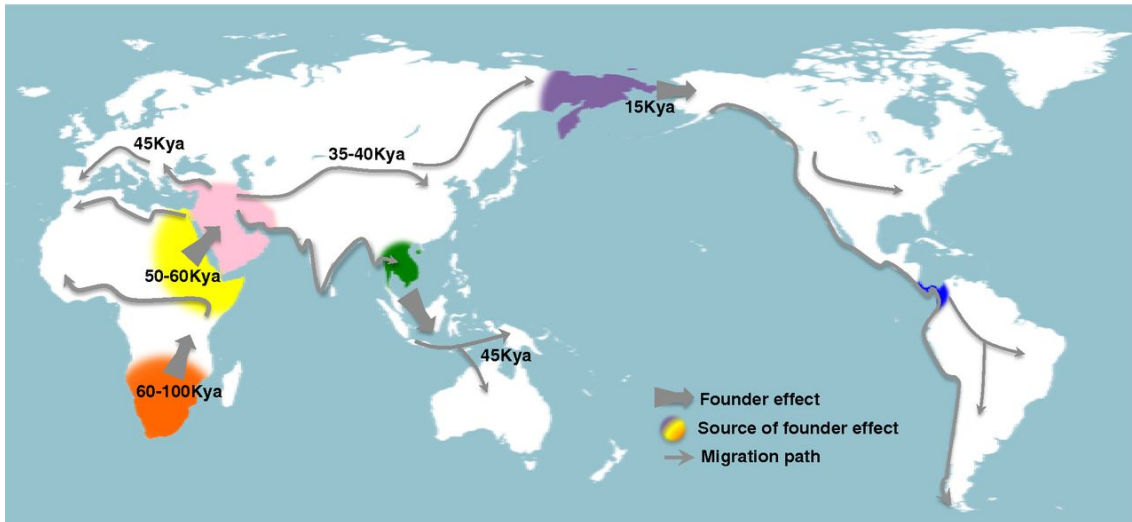 15Kya
45Kya
35-40Kya
50-60Kya
45Kya
60-100Kya
Founder effect
Source of founder effect
Migration path